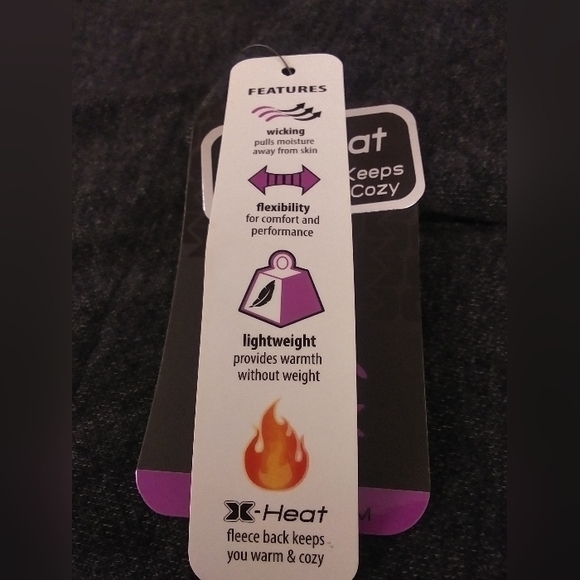 FEATURES
wicking
pulls moisture
away from skin
flexibility
for comfort and
performance
lightweight
provides warmth
without weight
X-Heat
fleece back keeps
you warm & cozy
eat
Keeps
Cozy
M